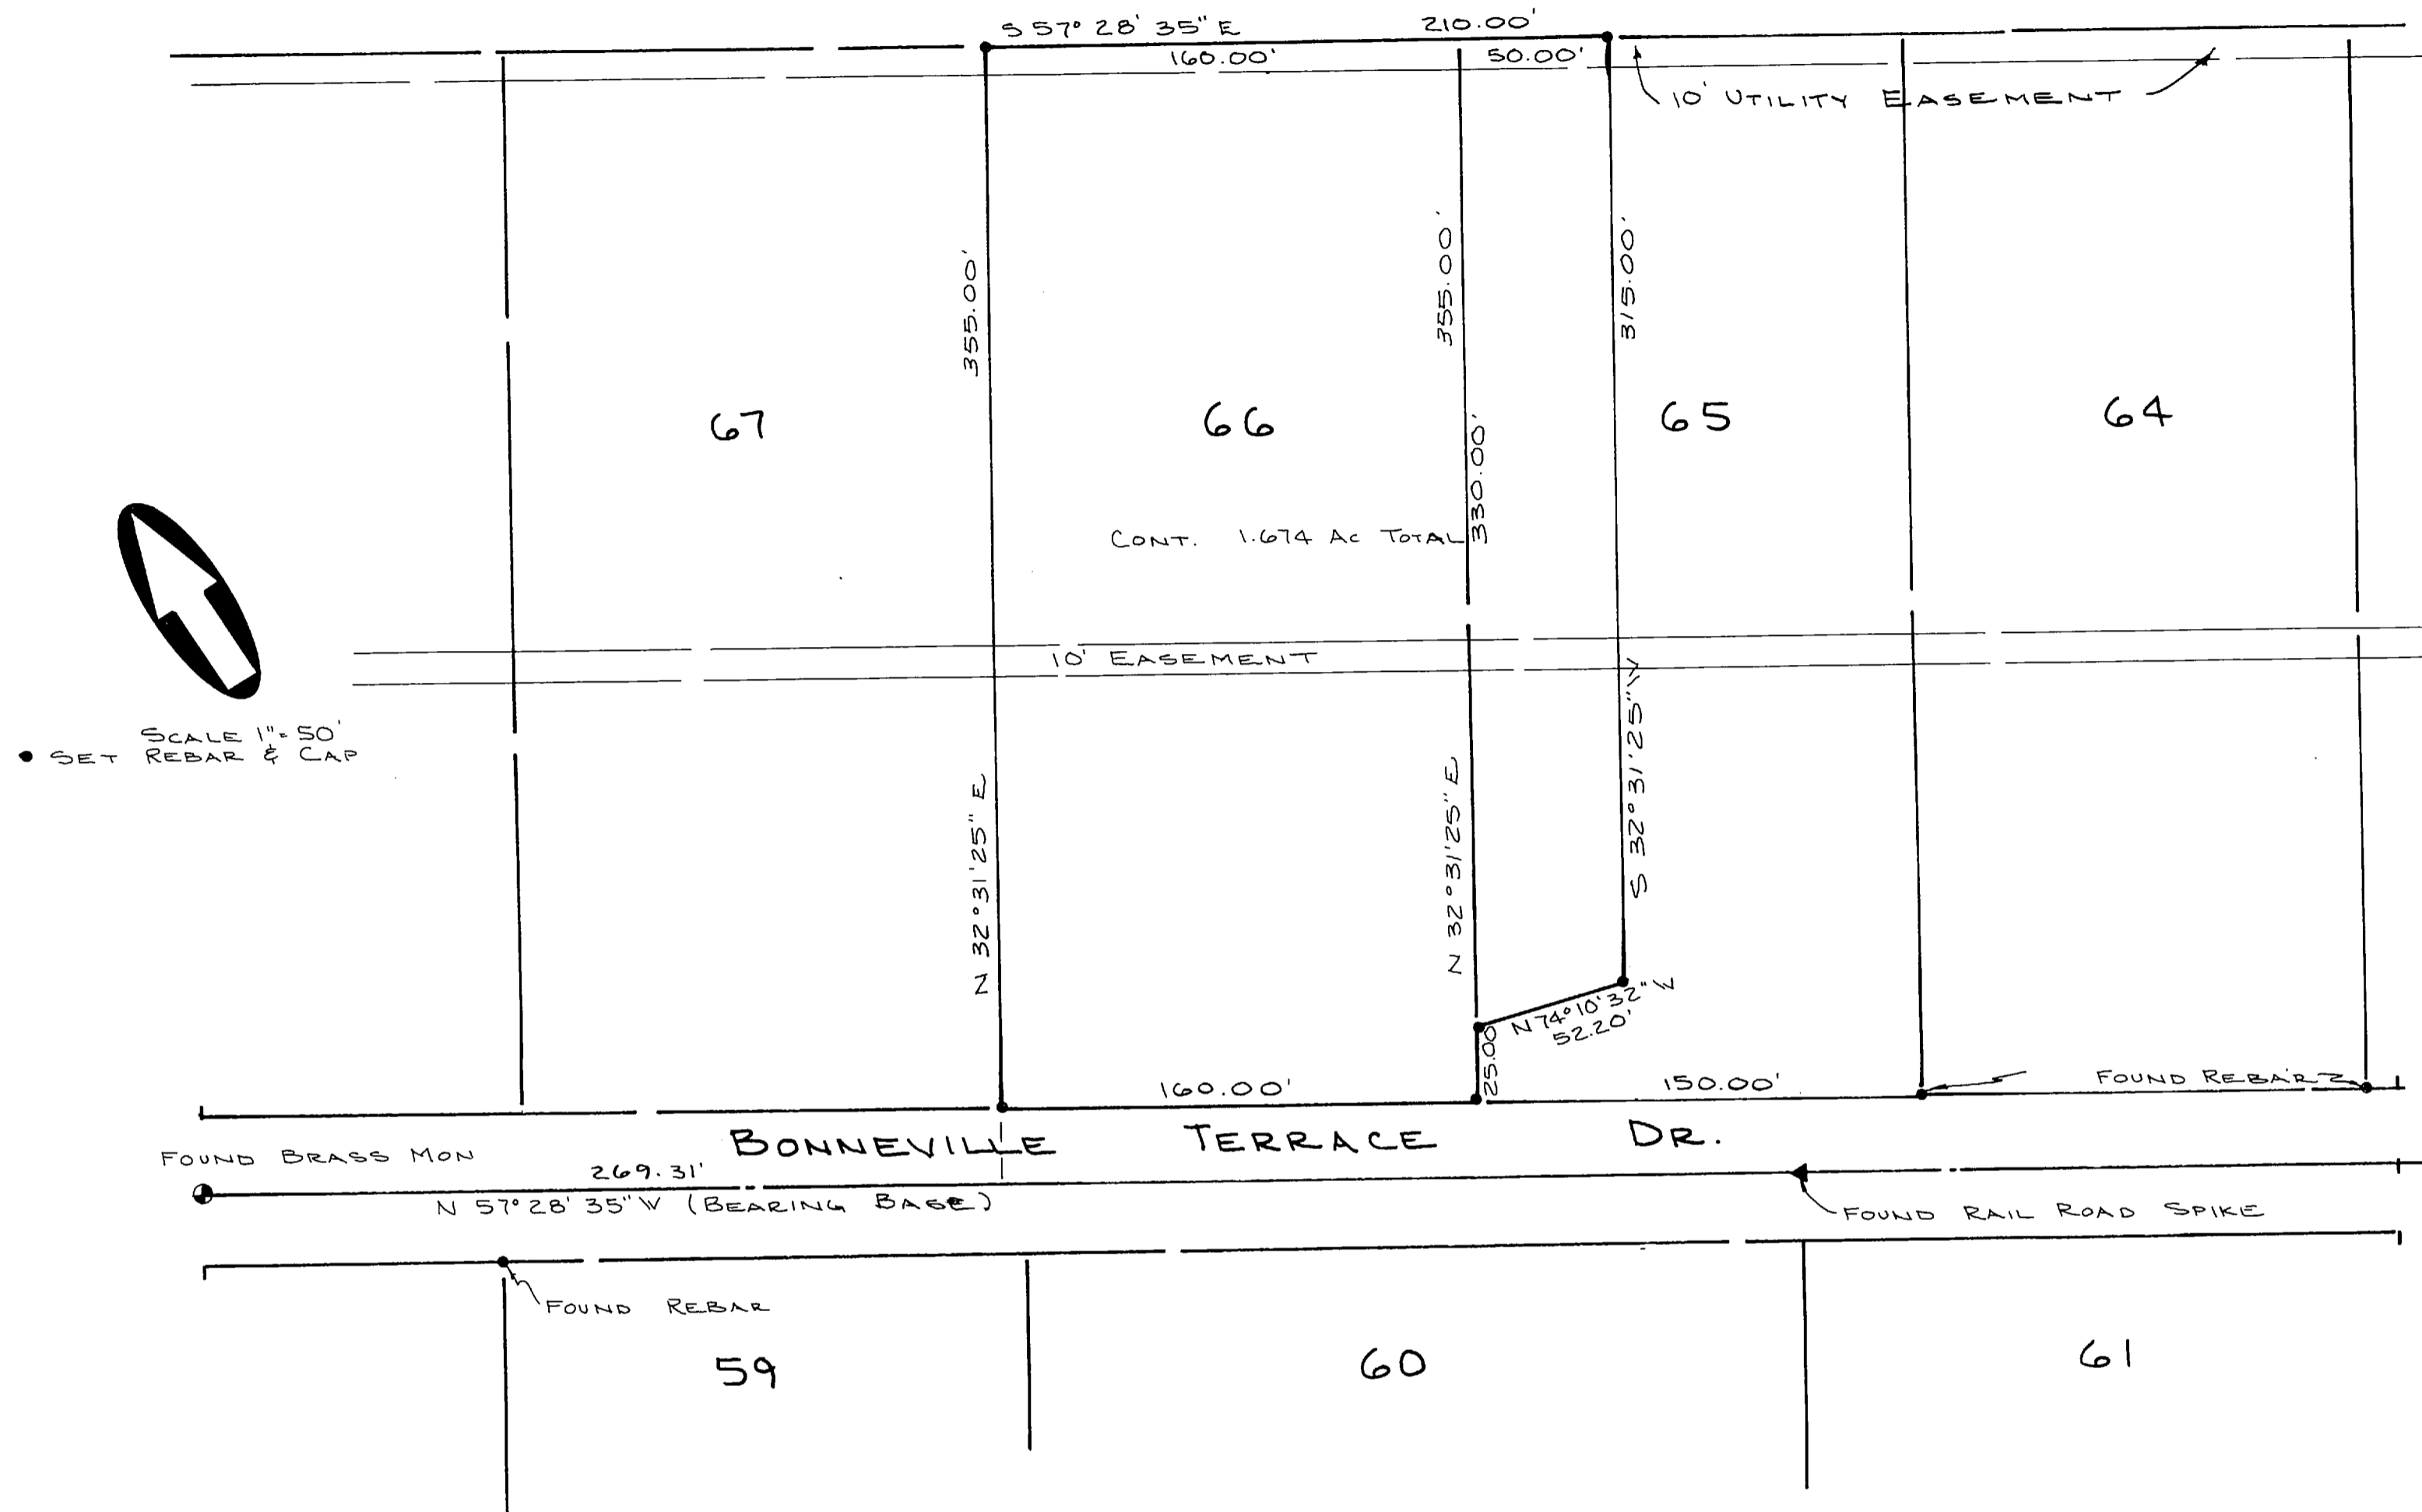 S 57° 28' 35" E 210.00'
160.00' 50.00'
10' UTILITY EASEMENT
355.00'
355.00'
315.00'
67
66
65
64
330.00'
CONT. 1.674 AC TOTAL
10' EASEMENT
SCALE 1"= 50'
• SET REBAR & CAP
N 32° 31' 25" E
N 32° 31' 25" E
S 32° 31' 25" W
N 74° 10' 32" W
52.20'
25.00
160.00'
150.00'
FOUND REBAR
BONNEVILLE TERRACE DR.
FOUND BRASS MON
269.31'
N 57° 28' 35" W (BEARING BASE)
FOUND RAIL ROAD SPIKE
FOUND REBAR
59
60
61